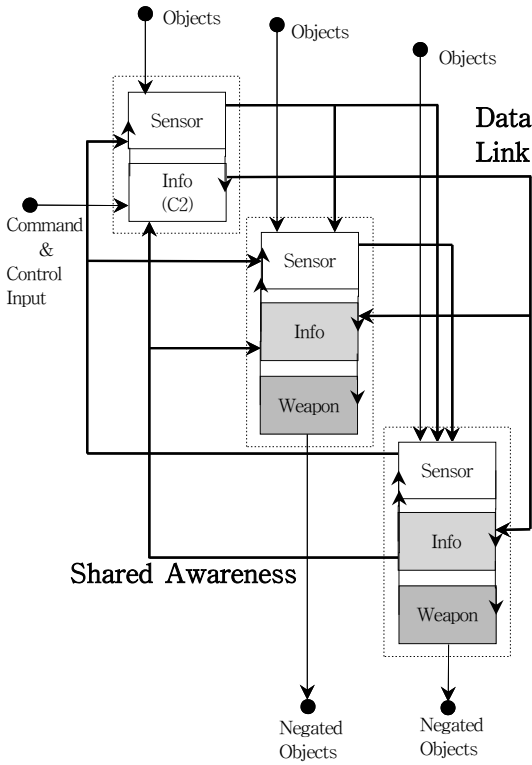 Objects
Objects
Objects
Sensor
Data
Link
Info
(C2)
Command
&
Control
Input
Sensor
Info
Weapon
Sensor
Info
Shared Awareness
Weapon
Negated
Objects
Negated
Objects